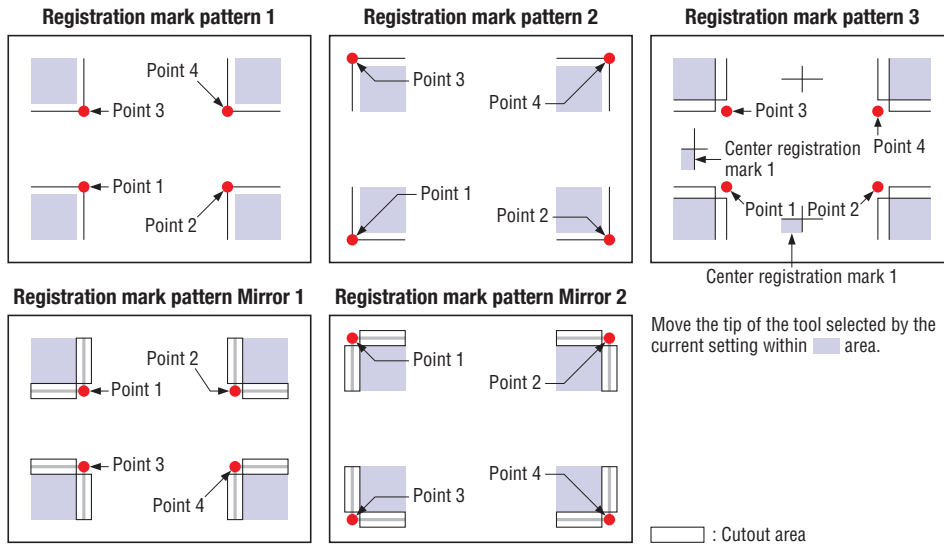 Registration mark pattern 1
Point 4
Point 3
Point 1
Point 2
Registration mark pattern 2
Point 3
Point 4
Point 1
Point 2
Registration mark pattern 3
Point 3
Point 4
Center registration
mark 1
Point 1
Point 2
Center registration mark 1
Registration mark pattern Mirror 1
Point 2
Point 1
Point 3
Point 4
Registration mark pattern Mirror 2
Point 1
Point 2
Point 4
Point 3
Move the tip of the tool selected by the
current setting within area.
: Cutout area